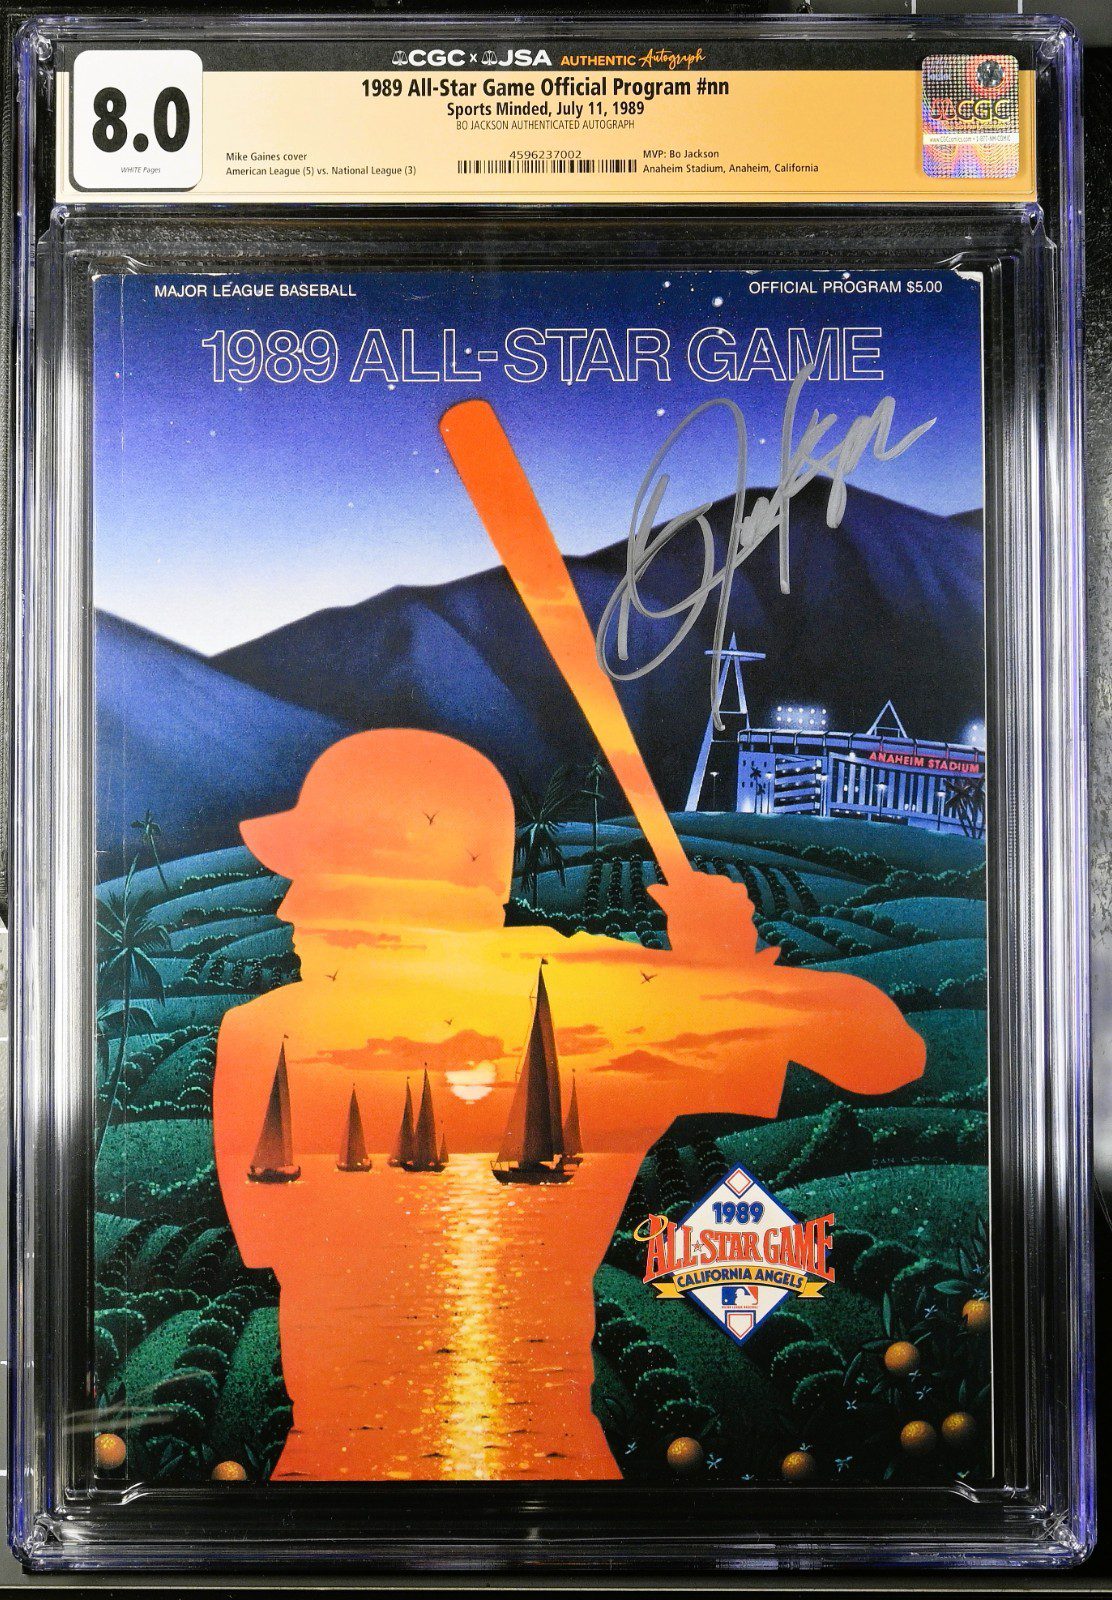 CGC x JSA AUTHENTIC Autograph
1989 All-Star Game Official Program #nn
Sports Minded, July 11, 1989
BO JACKSON AUTHENTICATED AUTOGRAPH
8.0
WHITE Pages
Mike Gaines cover
American League (5) vs. National League (3)
4596237002
MVP: Bo Jackson
Anaheim Stadium, Anaheim, California
CGC
MAJOR LEAGUE BASEBALL
OFFICIAL PROGRAM $5.00
1989 ALL-STAR GAME
Bo Jackson
ANAHEIM STADIUM
DAN LONG
1989
ALL★STAR GAME
CALIFORNIA ANGELS